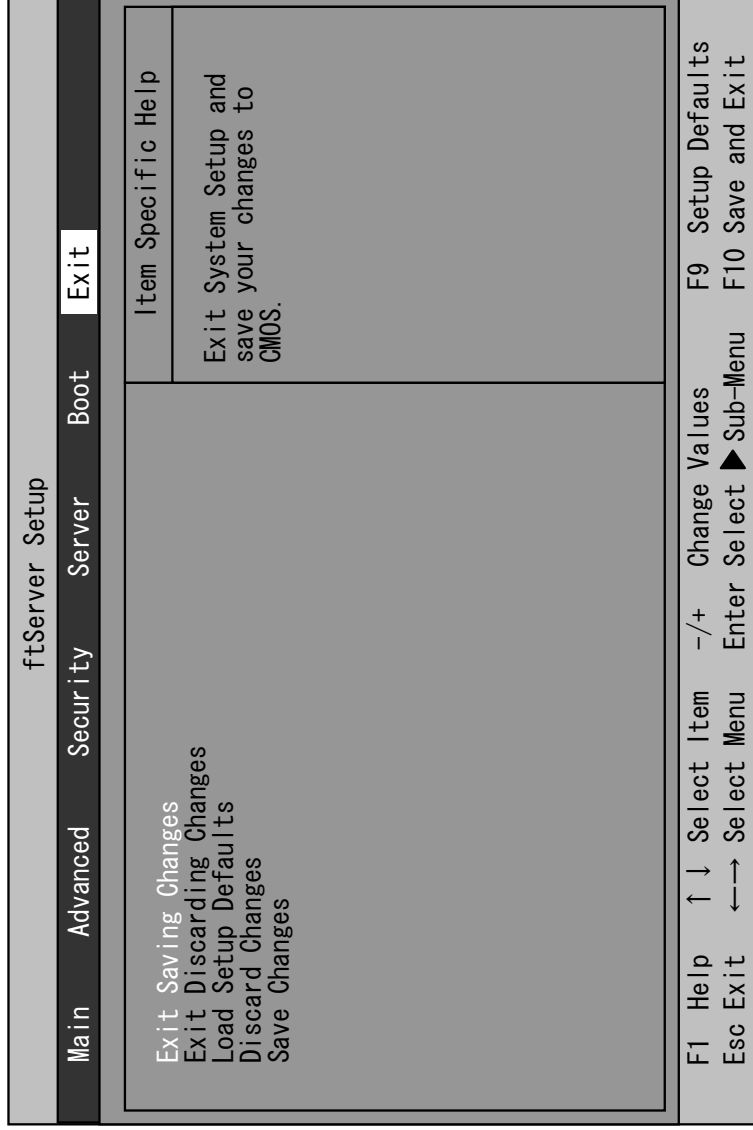 ftServer Setup
Main Advanced Security Server Boot Exit
Exit Saving Changes
Exit Discarding Changes
Load Setup Defaults
Discard Changes
Save Changes
Item Specific Help
Exit System Setup and
save your changes to
CMOS.
F1 Help ↑ ↓ Select Item -/+ Change Values F9 Setup Defaults
Esc Exit ←→ Select Menu Enter Select ▶ Sub-Menu F10 Save and Exit